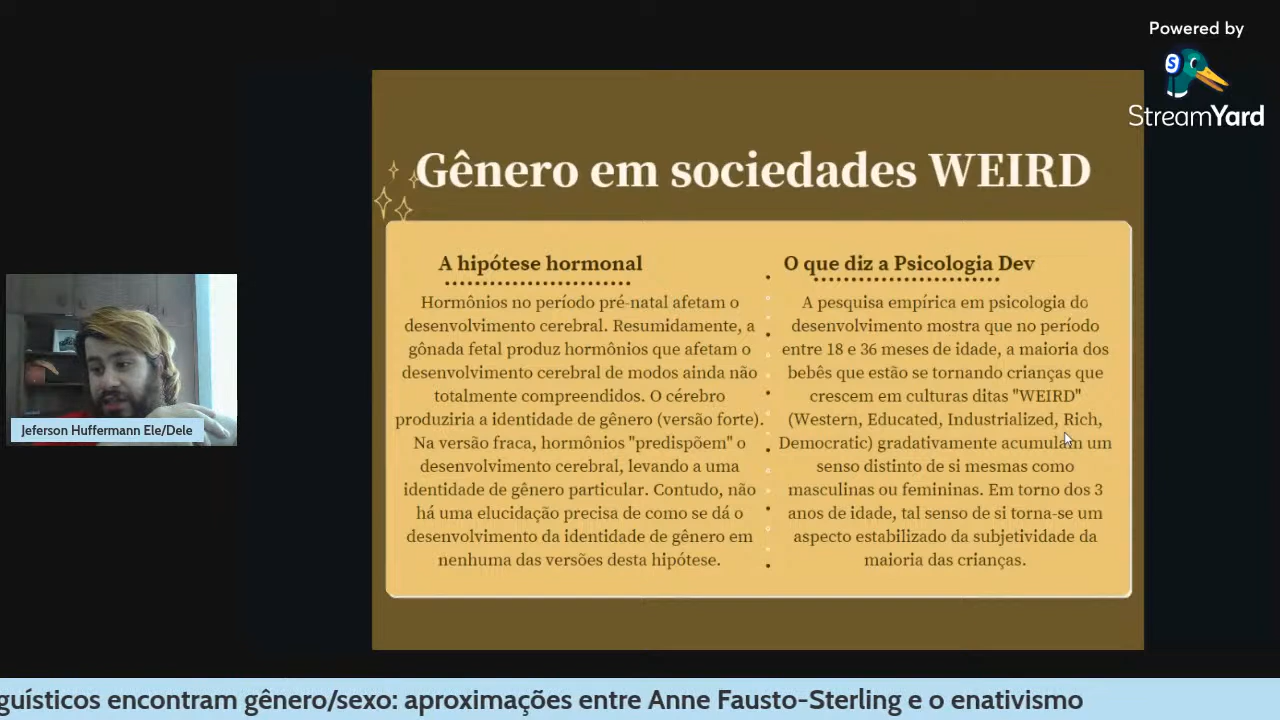 Powered by
StreamYard
Gênero em sociedades WEIRD
A hipótese hormonal
Hormônios no período pré-natal afetam o
desenvolvimento cerebral. Resumidamente, a
gônada fetal produz hormônios que afetam o
desenvolvimento cerebral de modos ainda não
totalmente compreendidos. O cérebro
produziria a identidade de gênero (versão forte).
Na versão fraca, hormônios "predispõem" o
desenvolvimento cerebral, levando a uma
identidade de gênero particular. Contudo, não
há uma elucidação precisa de como se dá o
desenvolvimento da identidade de gênero em
nenhuma das versões desta hipótese.
O que diz a Psicologia Dev
A pesquisa empírica em psicologia do
desenvolvimento mostra que no período
entre 18 e 36 meses de idade, a maioria dos
bebês que estão se tornando crianças que
crescem em culturas ditas "WEIRD"
(Western, Educated, Industrialized, Rich,
Democratic) gradativamente acumulam um
senso distinto de si mesmas como
masculinas ou femininas. Em torno dos 3
anos de idade, tal senso de si torna-se um
aspecto estabilizado da subjetividade da
maioria das crianças.
Jeferson Huffermann Ele/Dele
guísticos encontram gênero/sexo: aproximações entre Anne Fausto-Sterling e o enativismo